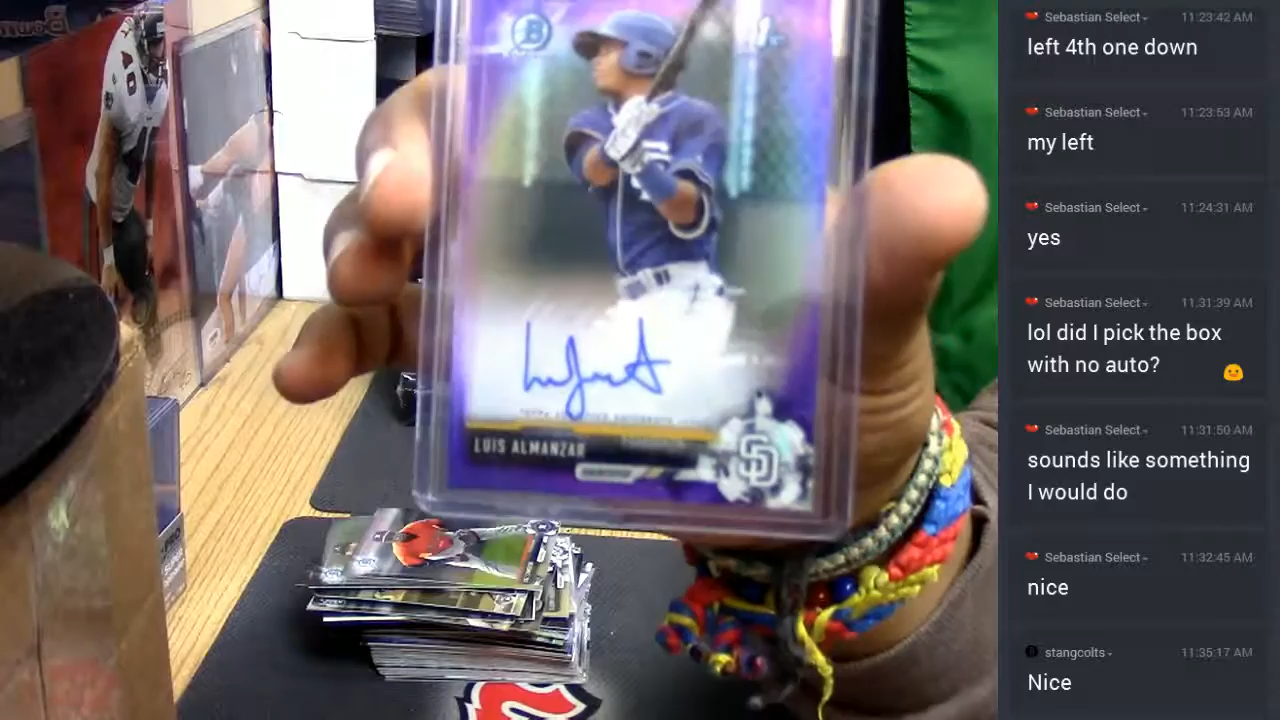 B
1st
LUIS ALMANZAR
SD
Sebastian Select
11:23:42 AM
left 4th one down
Sebastian Select
11:23:53 AM
my left
Sebastian Select
11:24:31 AM
yes
Sebastian Select
11:31:39 AM
lol did I pick the box
with no auto?
Sebastian Select
11:31:50 AM
sounds like something
I would do
Sebastian Select
11:32:45 AM
nice
stangcolts
11:35:17 AM
Nice